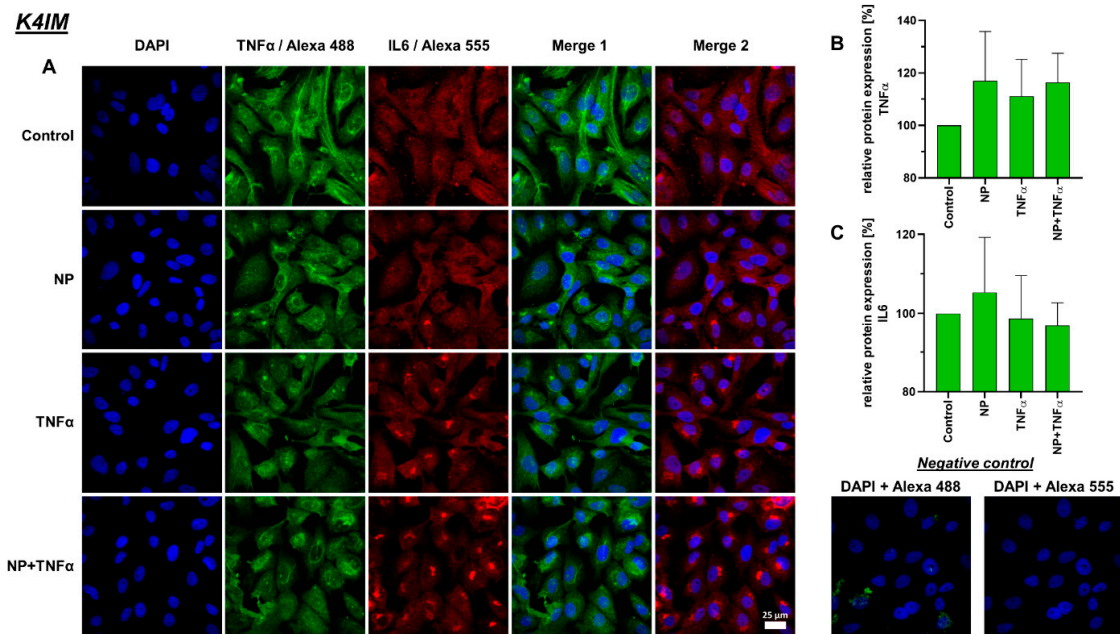 K4IM
DAPI TNFα / Alexa 488 IL6 / Alexa 555 Merge 1 Merge 2
A
Control
NP
TNFα
NP+TNFα
25 µm
B
relative protein expression [%]
TNFα
140
120
100
80
Control
NP
TNFα
NP+TNFα
C
relative protein expression [%]
IL6
120
100
80
Control
NP
TNFα
NP+TNFα
Negative control
DAPI + Alexa 488 DAPI + Alexa 555